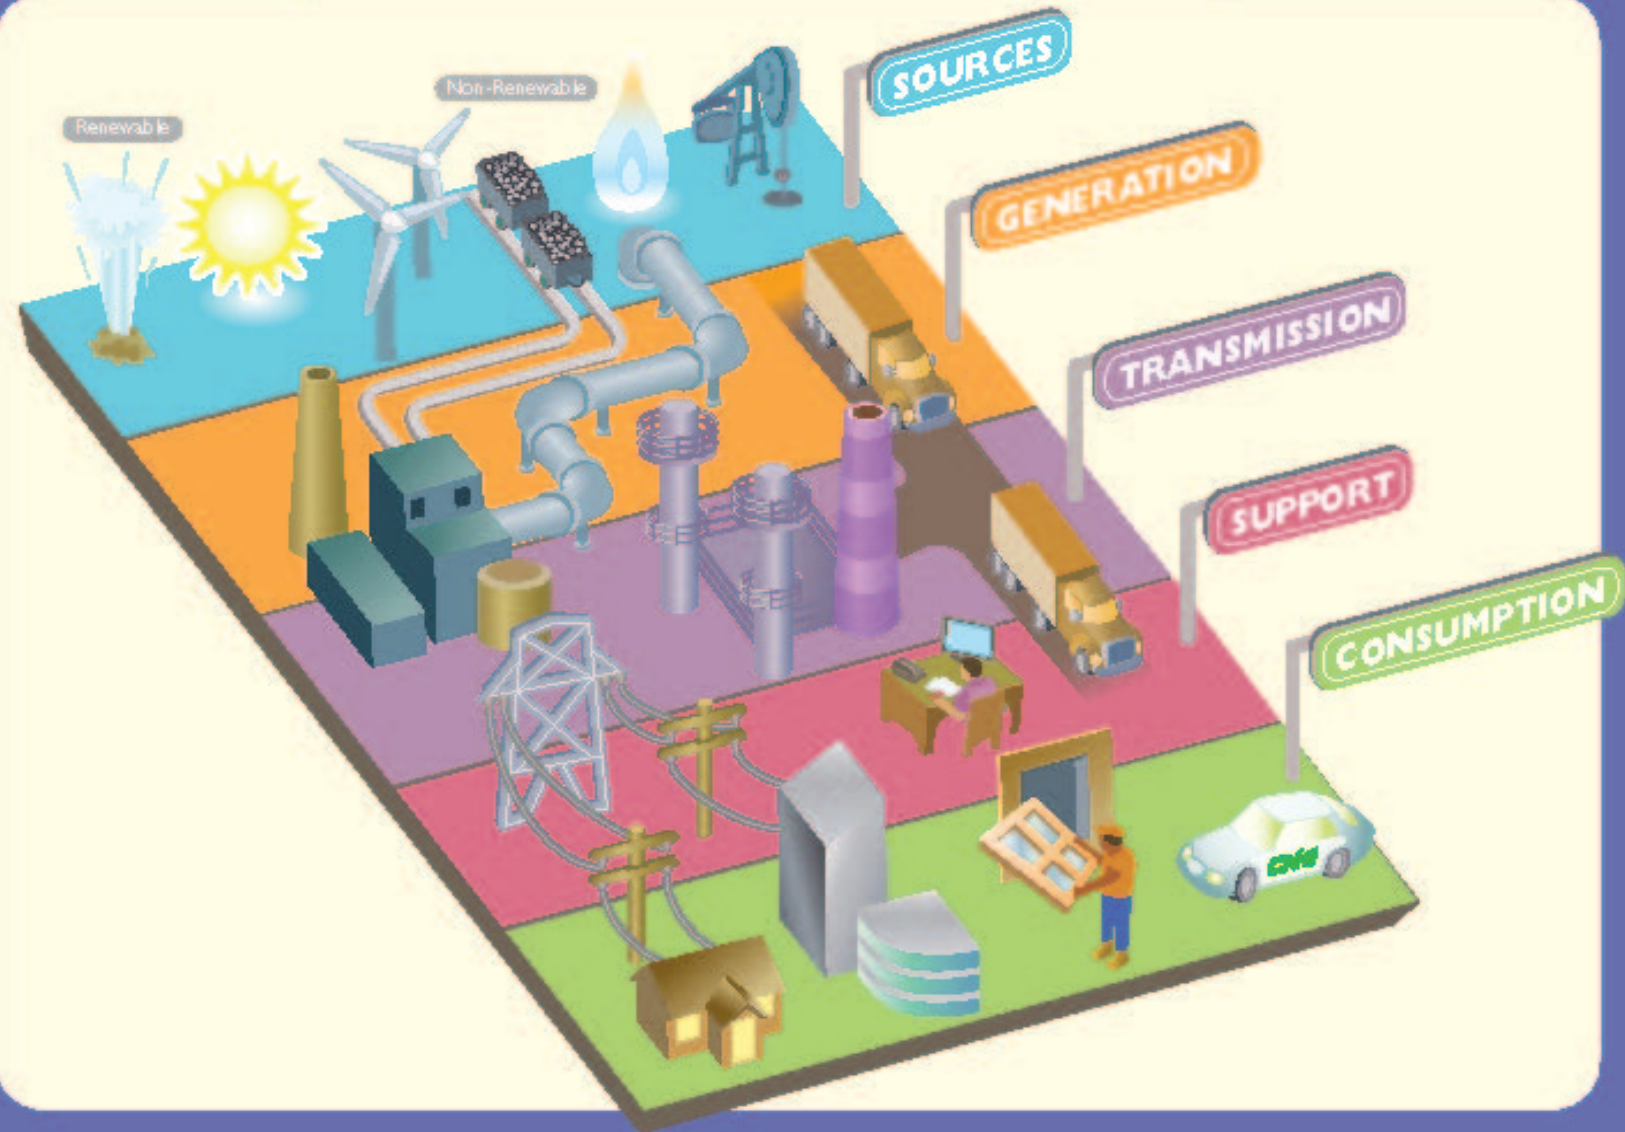 SOURCES
Non-Renewable
Renewable
GENERATION
TRANSMISSION
SUPPORT
CONSUMPTION